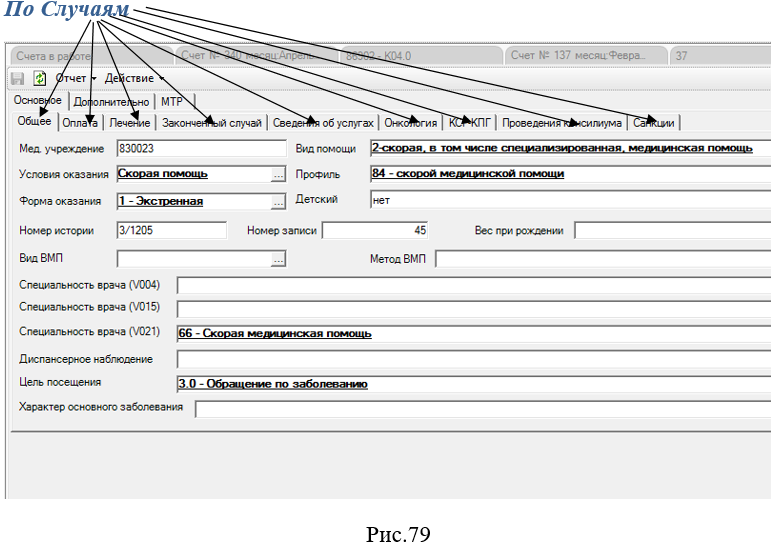 По Случаям
Счета в работе Счет № 340 месяц:Апрель... 86902 - K04.0 Счет № 137 месяц:Февра... 37
Отчет Действие
Основное Дополнительно МТР
Общее Оплата Лечение Законченный случай Сведения об услугах Онкология КСГ КПГ Проведения консилиума Санкции
Мед. учреждение 830023 Вид помощи 2-скорая, в том числе специализированная, медицинская помощь
Условия оказания Скорая помощь ... Профиль 84 - скорой медицинской помощи
Форма оказания 1 - Экстренная ... Детский нет
Номер истории 3/1205 Номер записи 45 Вес при рождении
Вид ВМП ... Метод ВМП
Специальность врача (V004)
Специальность врача (V015)
Специальность врача (V021) 66 - Скорая медицинская помощь
Диспансерное наблюдение
Цель посещения 3.0 - Обращение по заболеванию
Характер основного заболевания
Рис.79